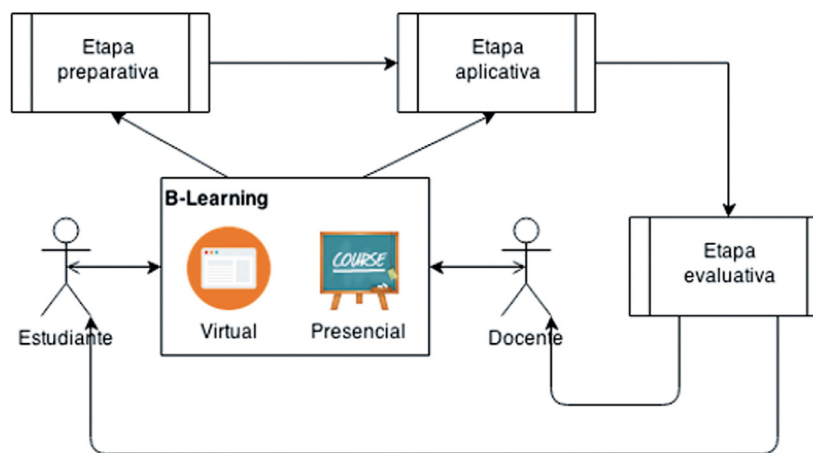 Etapa
preparativa
Etapa
aplicativa
B-Learning
COURSE
Virtual
Presencial
Estudiante
Docente
Etapa
evaluativa